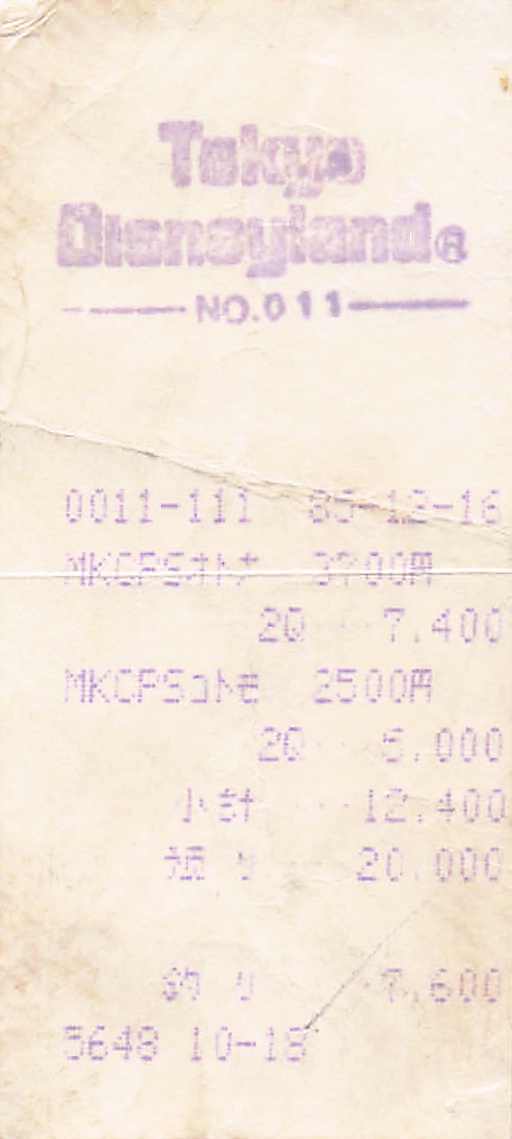 Tokyo
Disneyland®
NO.011
0011-111 85-12-16
MKCPSオトナ 3700円
2Q 7,400
MKCPSコトモ 2500円
2Q 5,000
小計 12,400
預り 20,000
釣り 7,600
5648 10-18